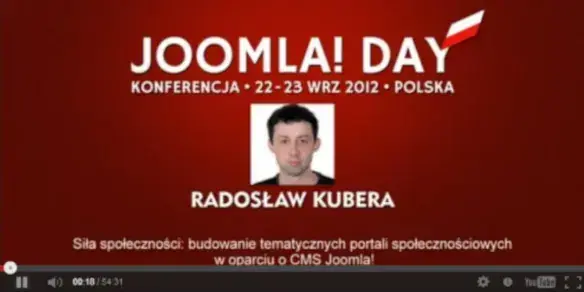 JOOMLA! DAY
KONFERENCJA • 22-23 WRZ 2012 • POLSKA
RADOSŁAW KUBERA
Siła społeczności: budowanie tematycznych portali społecznościowych
w oparciu o CMS Joomla!
00:18 / 54:31 YouTube